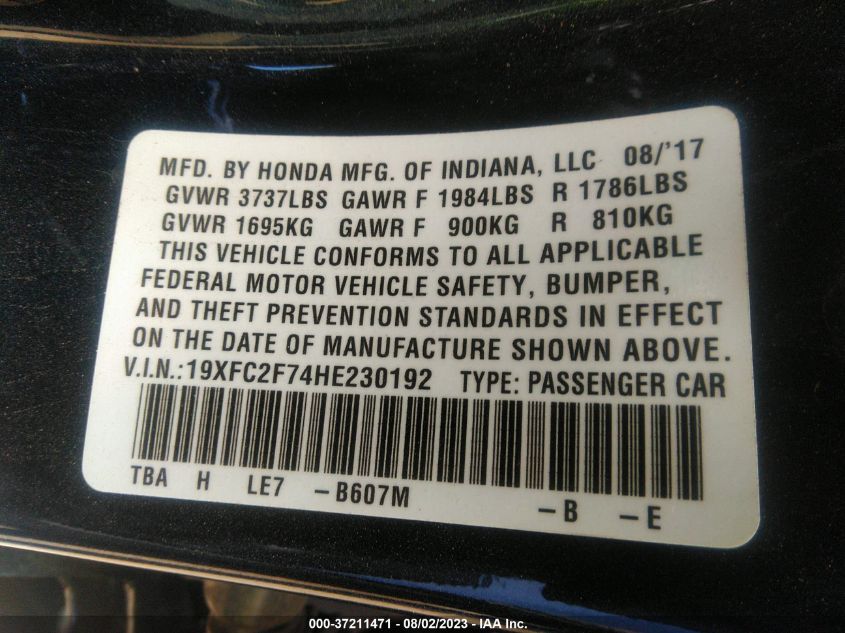 MFD. BY HONDA MFG. OF INDIANA, LLC 08/'17
GVWR 3737LBS GAWR F 1984LBS R 1786LBS
GVWR 1695KG GAWR F 900KG R 810KG
THIS VEHICLE CONFORMS TO ALL APPLICABLE
FEDERAL MOTOR VEHICLE SAFETY, BUMPER,
AND THEFT PREVENTION STANDARDS IN EFFECT
ON THE DATE OF MANUFACTURE SHOWN ABOVE.
V.I.N.:19XFC2F74HE230192 TYPE: PASSENGER CAR
TBA H LE7 -B607M -B -E
000-37211471 - 08/02/2023 - IAA Inc.